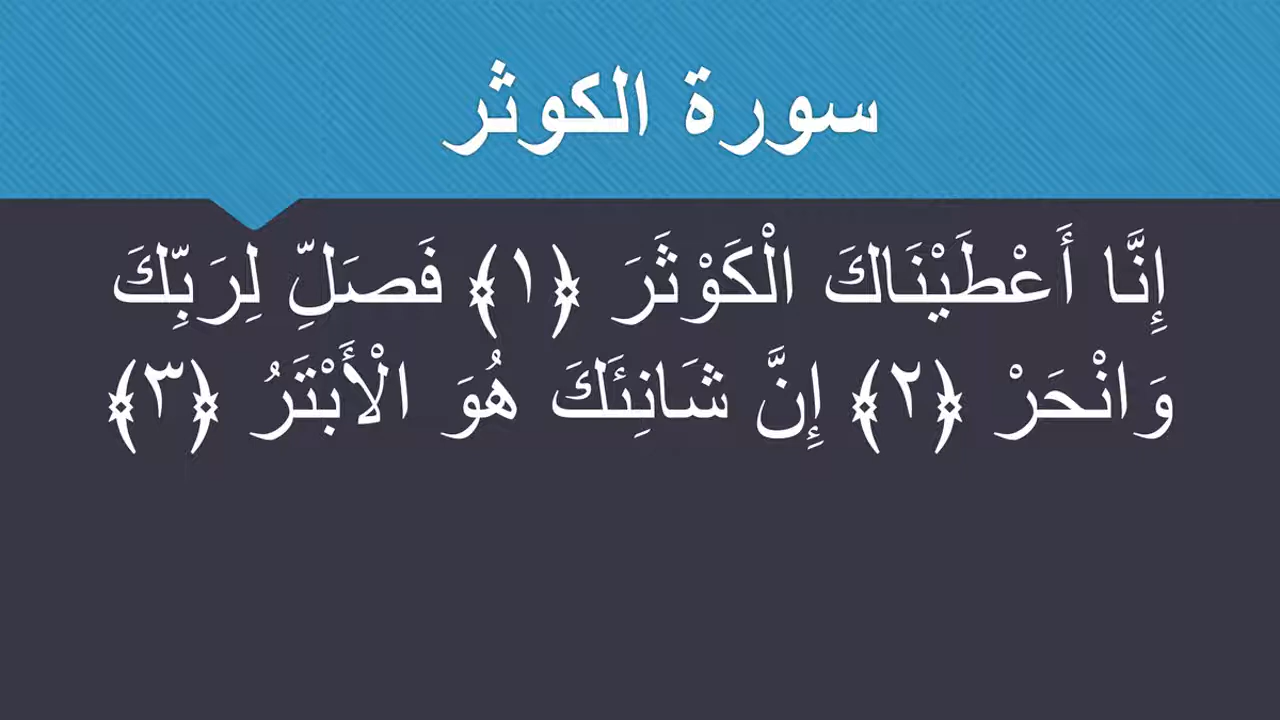 سورة الكوثر
إِنَّا أَعْطَيْنَاكَ الْكَوْثَرَ ﴿١﴾ فَصَلِّ لِرَبِّكَ
وَانْحَرْ ﴿٢﴾ إِنَّ شَانِئَكَ هُوَ الْأَبْتَرُ ﴿٣﴾